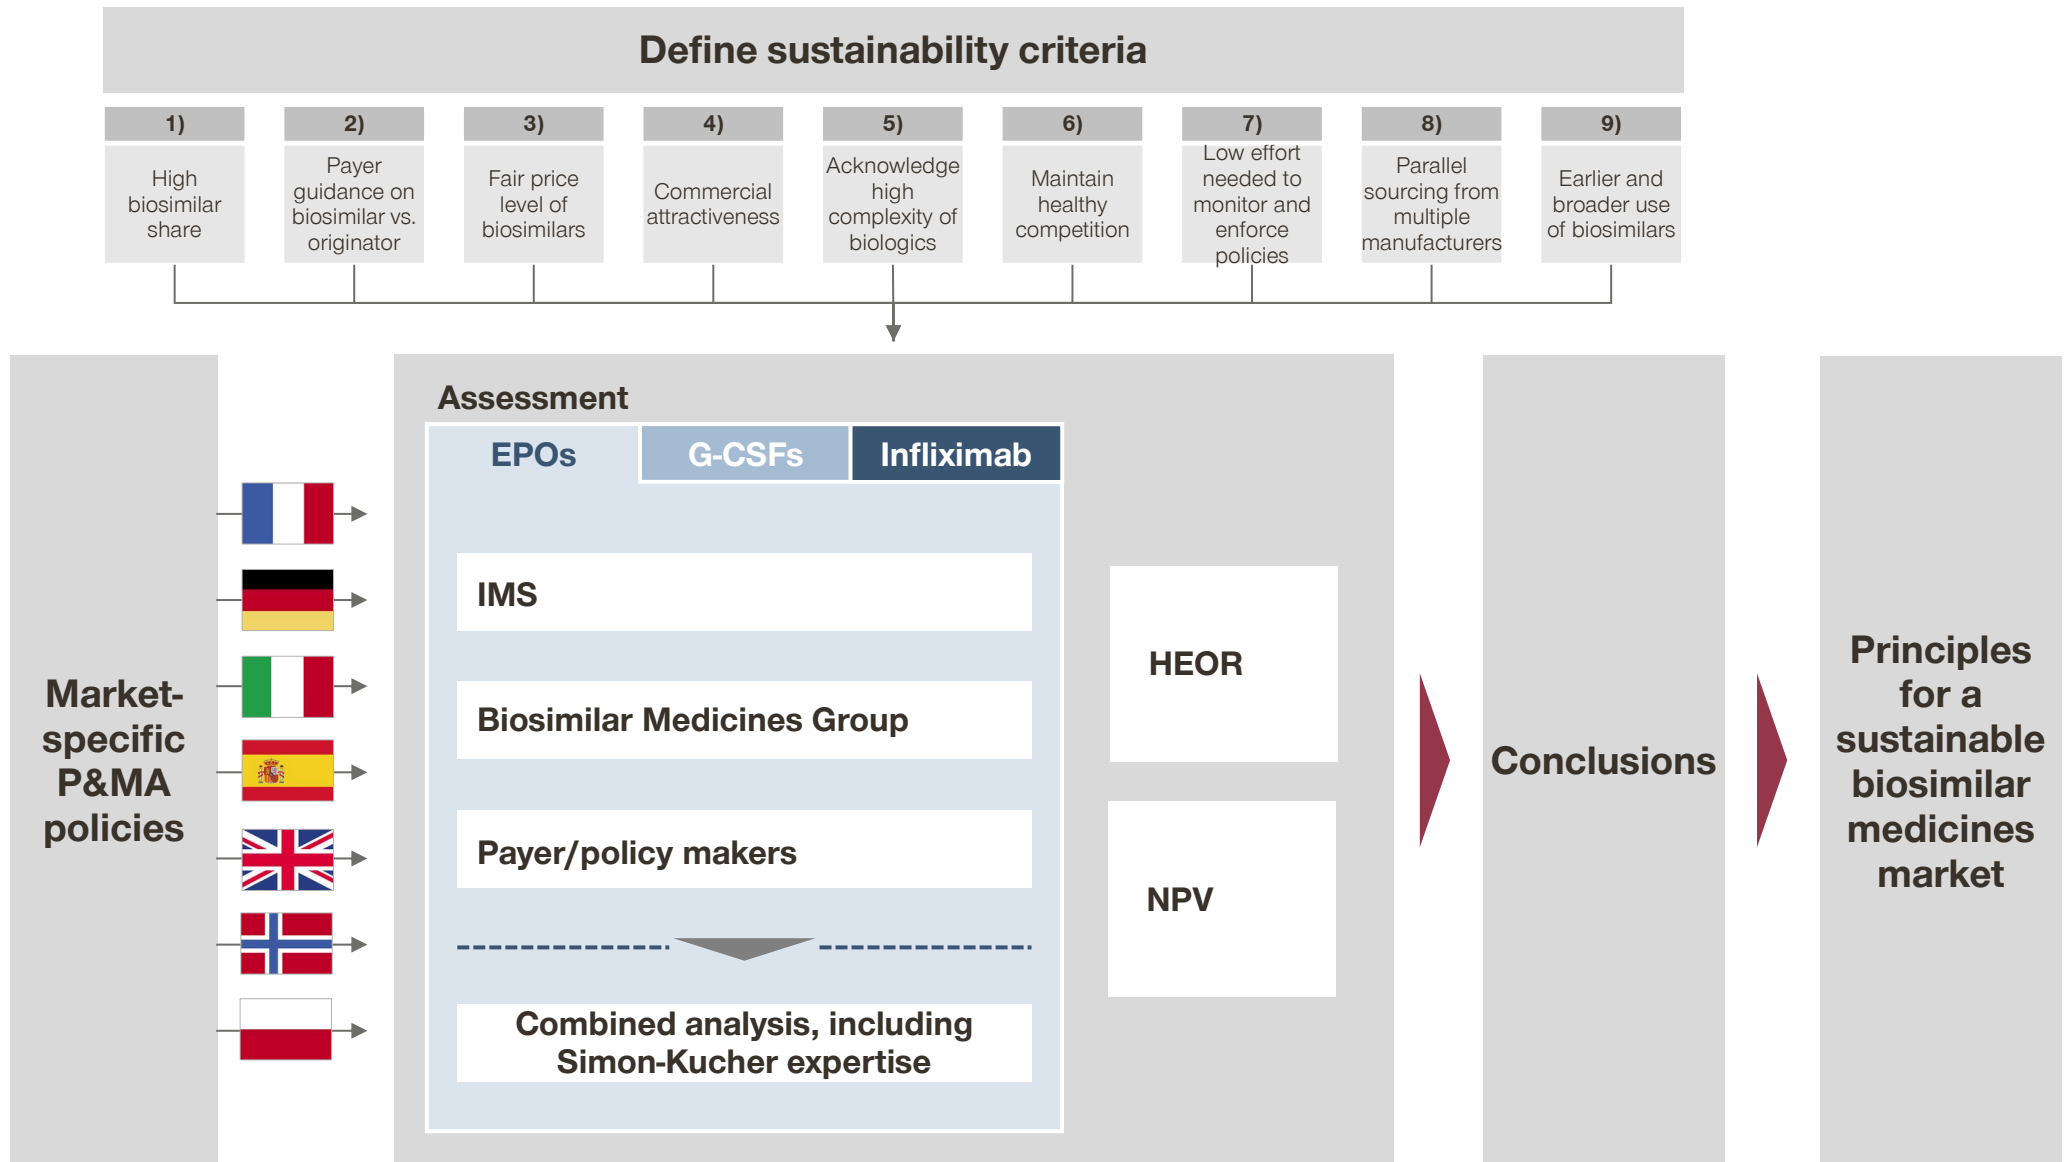 Define sustainability criteria
1)
High
biosimilar
share
2)
Payer
guidance on
biosimilar vs.
originator
3)
Fair price
level of
biosimilars
4)
Commercial
attractiveness
5)
Acknowledge
high
complexity of
biologics
6)
Maintain
healthy
competition
7)
Low effort
needed to
monitor and
enforce
policies
8)
Parallel
sourcing from
multiple
manufacturers
9)
Earlier and
broader use
of biosimilars
Market-
specific
P&MA
policies
Assessment
EPOs
G-CSFs
Infliximab
IMS
Biosimilar Medicines Group
Payer/policy makers
Combined analysis, including
Simon-Kucher expertise
HEOR
NPV
Conclusions
Principles
for a
sustainable
biosimilar
medicines
market